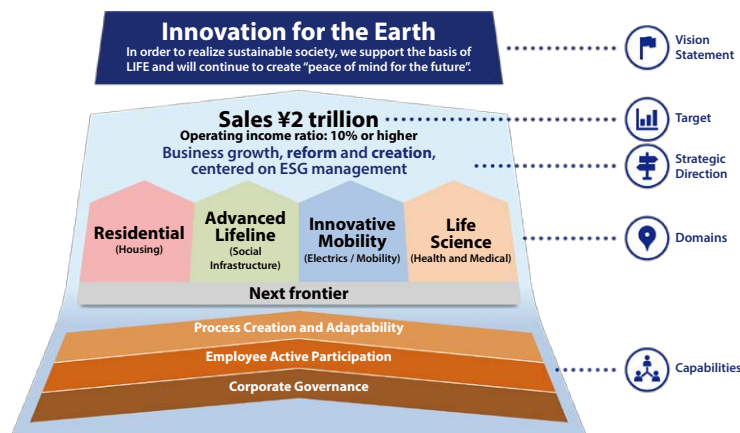 Innovation for the Earth
In order to realize sustainable society, we support the basis of
LIFE and will continue to create “peace of mind for the future”.
Vision
Statement
Sales ¥2 trillion
Target
Operating income ratio: 10% or higher
Business growth, reform and creation,
centered on ESG management
Strategic
Direction
Residential
(Housing)
Advanced
Lifeline
(Social
Infrastructure)
Innovative
Mobility
(Electrics / Mobility)
Life
Science
(Health and Medical)
Domains
Next frontier
Process Creation and Adaptability
Employee Active Participation
Corporate Governance
Capabilities